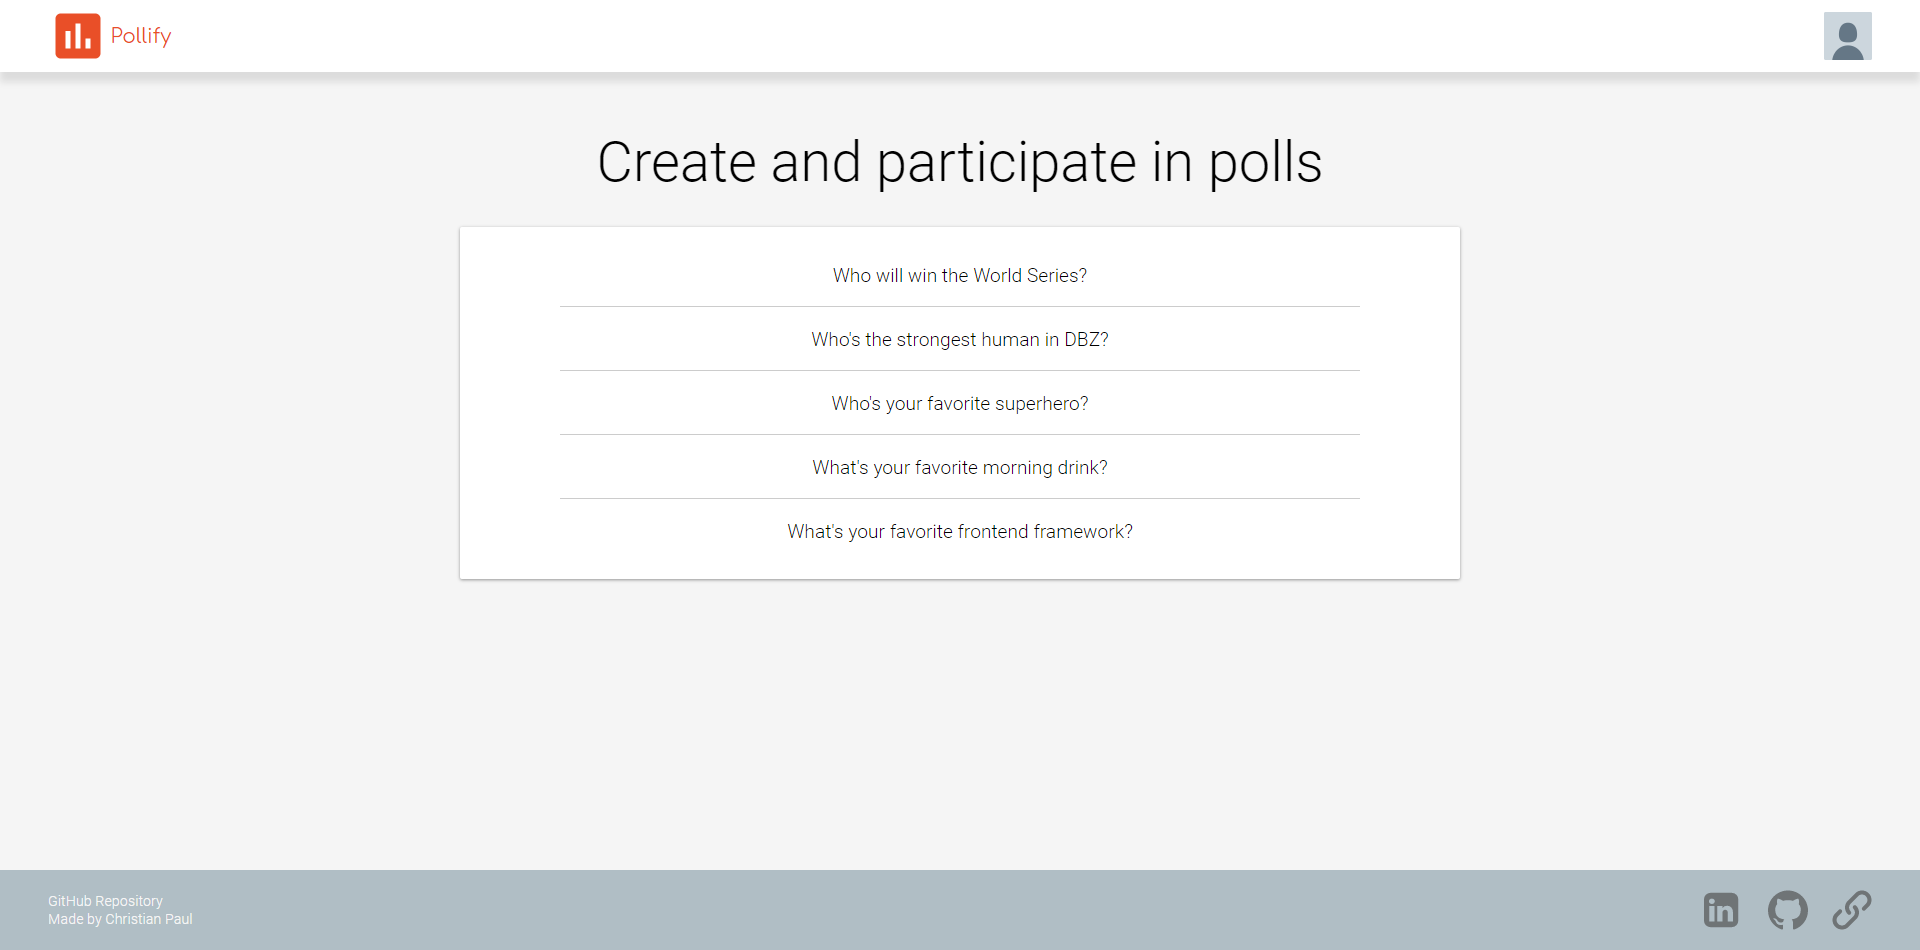 Pollify
Create and participate in polls
Who will win the World Series?
Who's the strongest human in DBZ?
Who's your favorite superhero?
What's your favorite morning drink?
What's your favorite frontend framework?
GitHub Repository
Made by Christian Paul
in